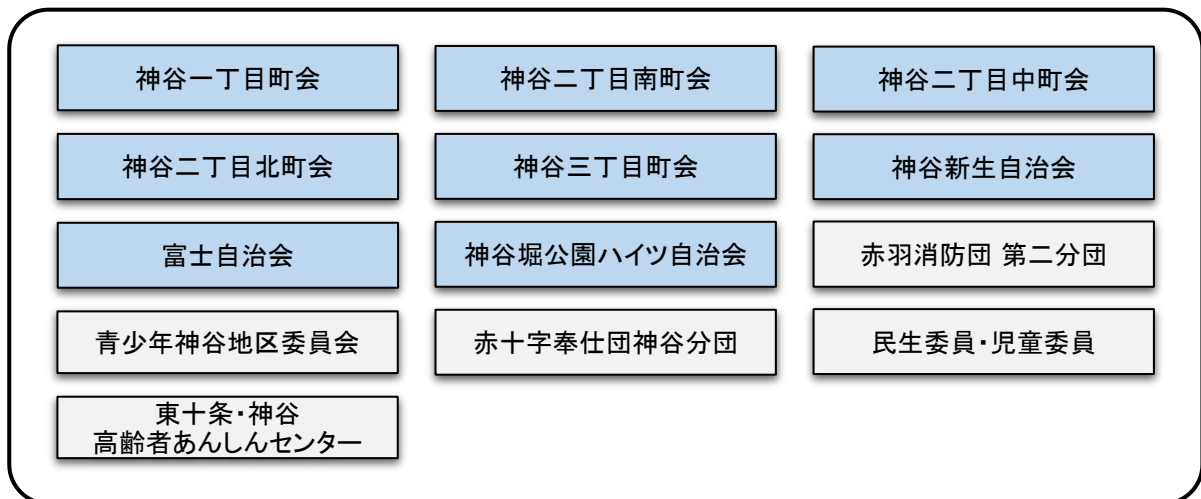 神谷一丁目町会
神谷二丁目南町会
神谷二丁目中町会
神谷二丁目北町会
神谷三丁目町会
神谷新生自治会
富士自治会
神谷堀公園ハイツ自治会
赤羽消防団 第二分団
青少年神谷地区委員会
赤十字奉仕団神谷分団
民生委員・児童委員
東十条・神谷
高齢者あんしんセンター